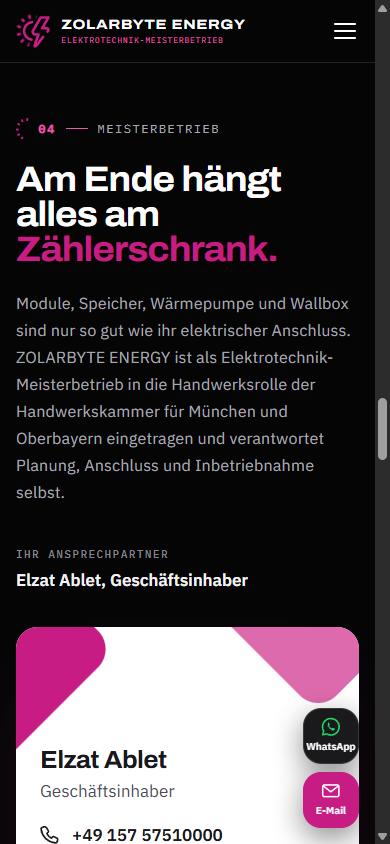 ZOLARBYTE ENERGY
ELEKTROTECHNIK-MEISTERBETRIEB
04 — MEISTERBETRIEB
Am Ende hängt
alles am
Zählerschrank.
Module, Speicher, Wärmepumpe und Wallbox
sind nur so gut wie ihr elektrischer Anschluss.
ZOLARBYTE ENERGY ist als Elektrotechnik-
Meisterbetrieb in die Handwerksrolle der
Handwerkskammer für München und
Oberbayern eingetragen und verantwortet
Planung, Anschluss und Inbetriebnahme
selbst.
IHR ANSPRECHPARTNER
Elzat Ablet, Geschäftsinhaber
WhatsApp
Elzat Ablet
Geschäftsinhaber
E-Mail
+49 157 57510000